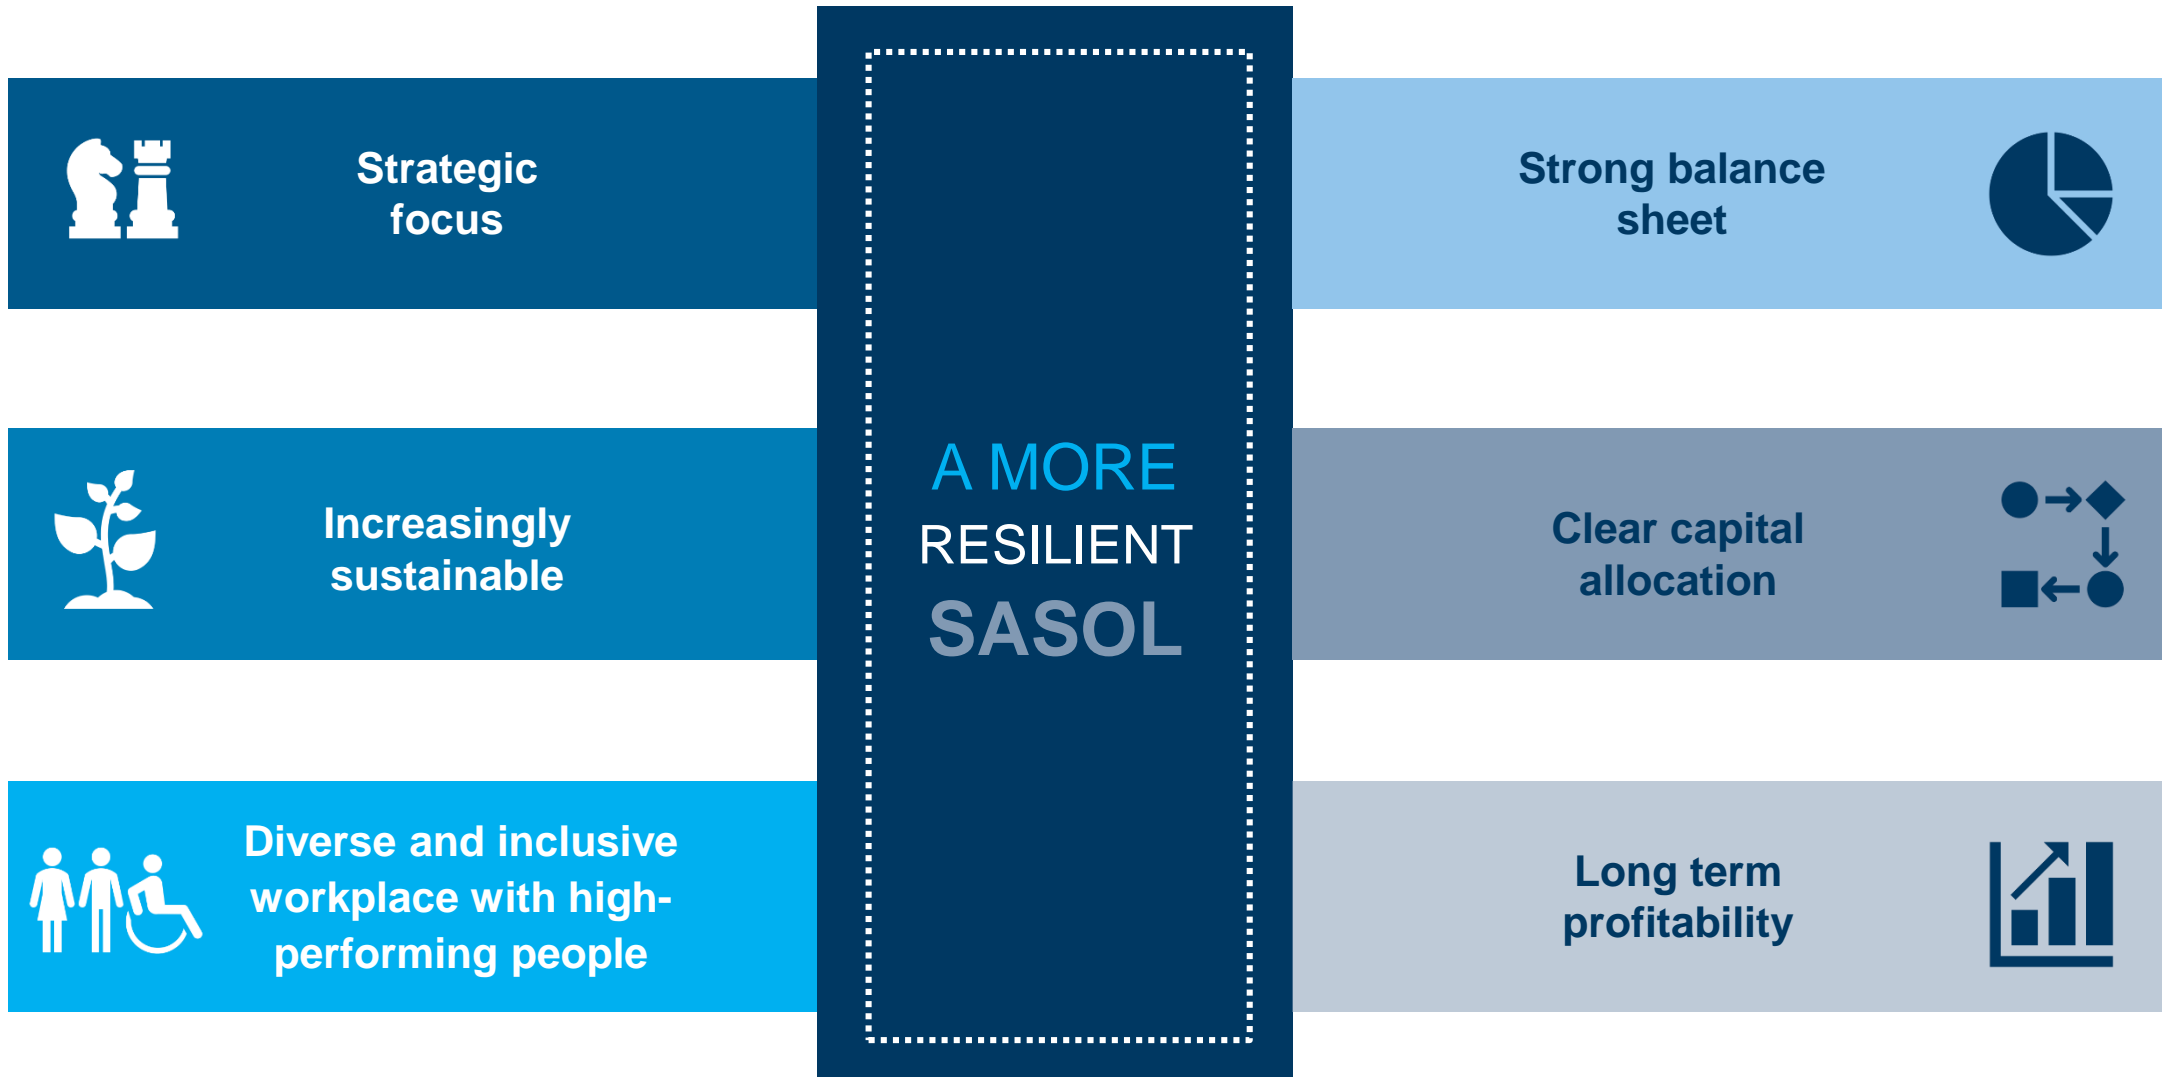 Strategic
focus
Increasingly
sustainable
Diverse and inclusive
workplace with high-
performing people
A MORE
RESILIENT
SASOL
Strong balance
sheet
Clear capital
allocation
Long term
profitability